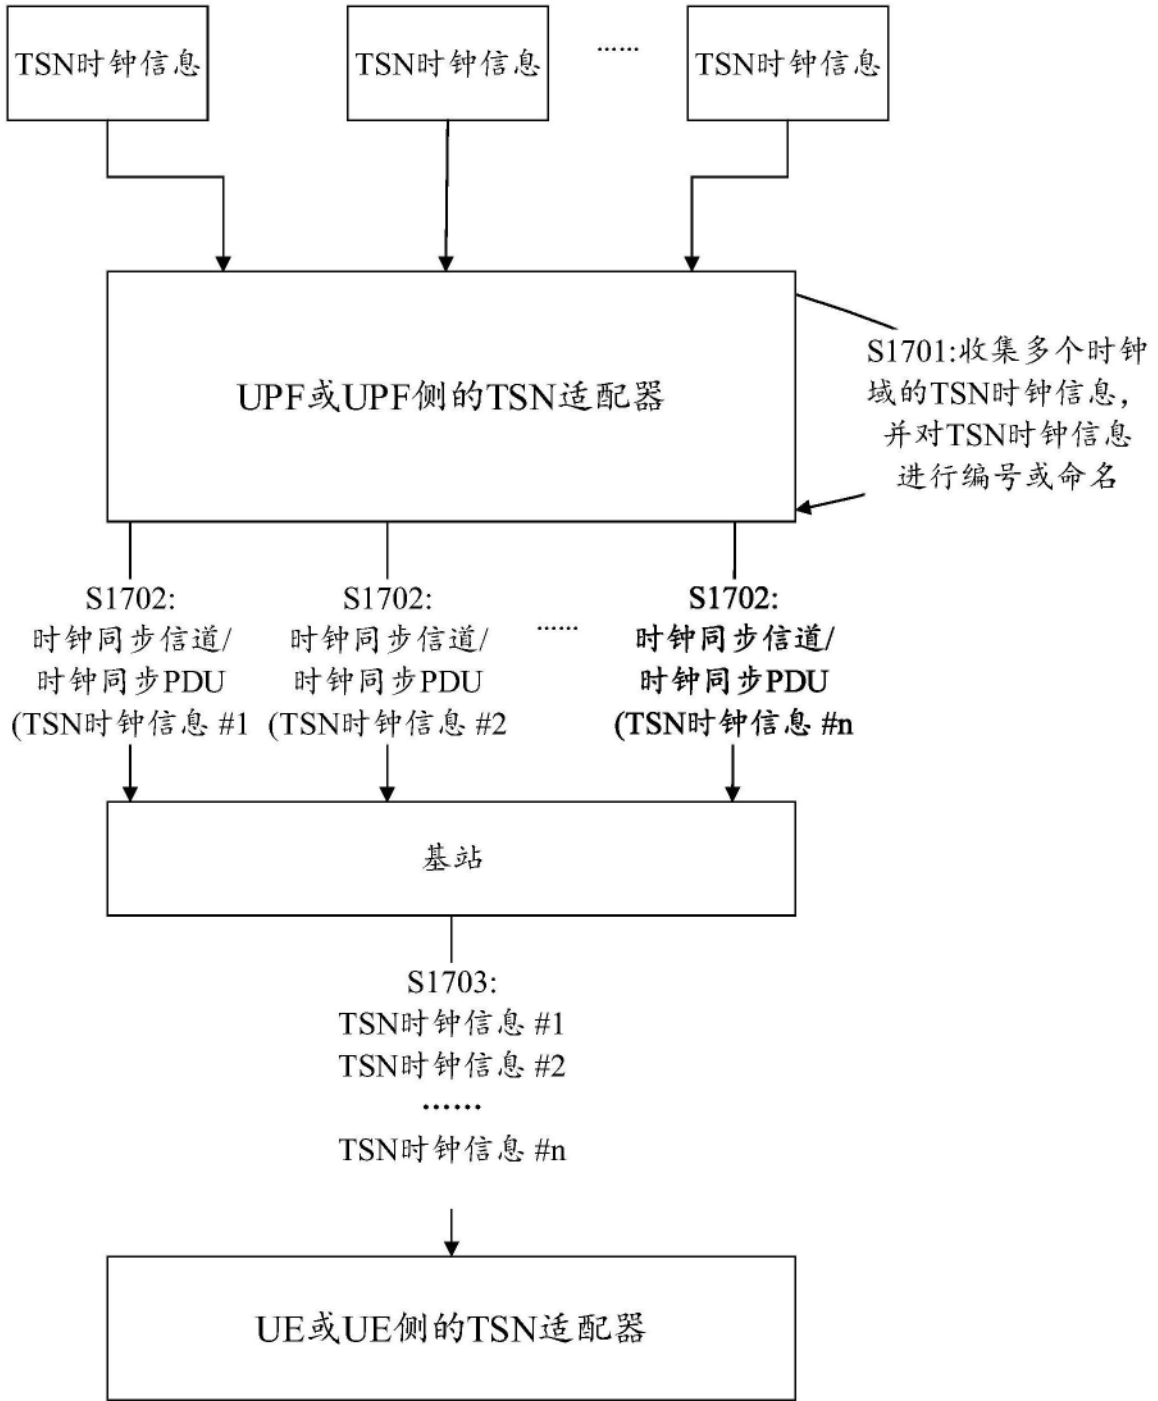 TSN时钟信息
TSN时钟信息
……
TSN时钟信息
UPF或UPF侧的TSN适配器
S1701:收集多个时钟
域的TSN时钟信息，
并对TSN时钟信息
进行编号或命名
S1702:
时钟同步信道/
时钟同步PDU
(TSN时钟信息 #1
S1702:
时钟同步信道/
时钟同步PDU
(TSN时钟信息 #2
……
S1702:
时钟同步信道/
时钟同步PDU
(TSN时钟信息 #n
基站
S1703:
TSN时钟信息 #1
TSN时钟信息 #2
……
TSN时钟信息 #n
UE或UE侧的TSN适配器